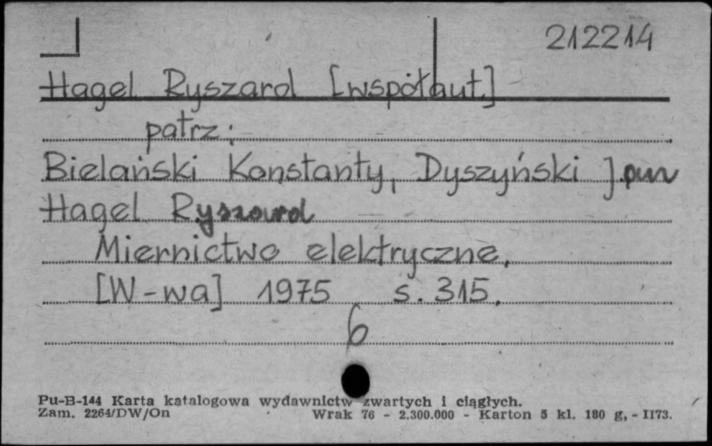 212214
Hagel Ryszard [współaut.]
patrz:
Bielański Konstanty, Dyszyński J.
Hagel Ryszard
Miernictwo elektryczne.
[W-wa] 1975 s. 315.
6
Pu-B-144 Karta katalogowa wydawnictw zwartych i ciągłych.
Zam. 2264/DW/On Wrak 76 - 2.300.000 - Karton 5 kl. 180 g, - II73.